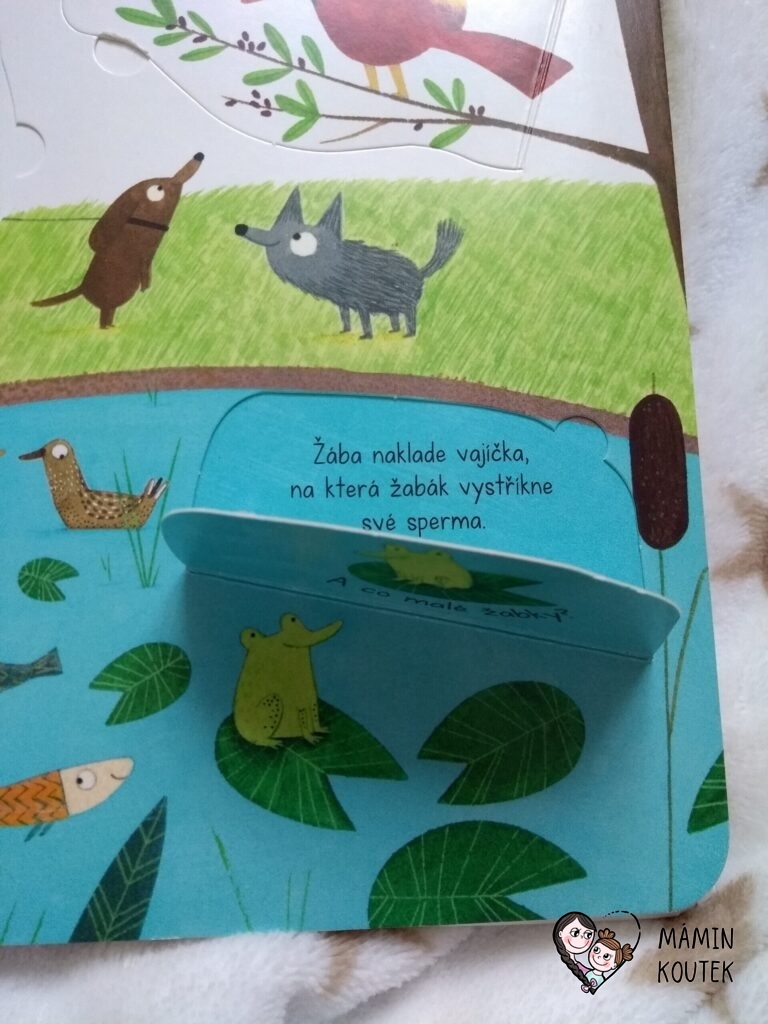 Žába naklade vajíčka,
na která žabák vystříkne
své sperma.
A co malé žabky?
MÁMIN
KOUTEK